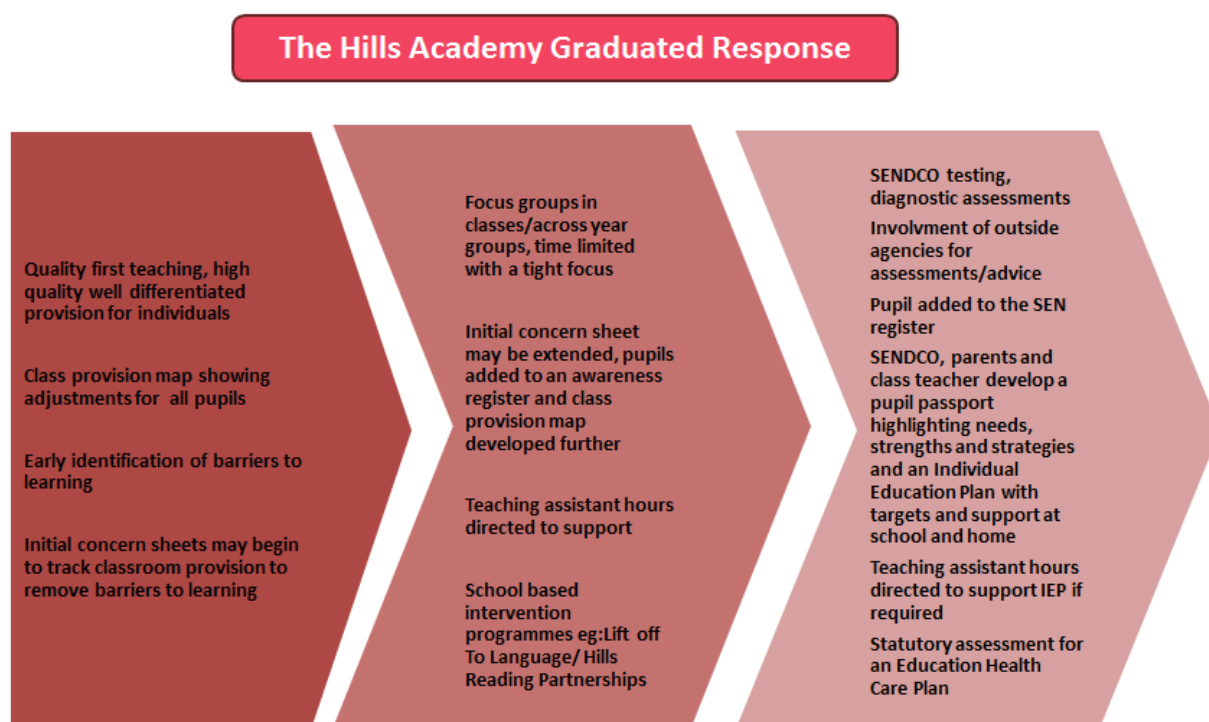 The Hills Academy Graduated Response
Quality first teaching, high
quality well differentiated
provision for individuals
Class provision map showing
adjustments for all pupils
Early identification of barriers to
learning
Initial concern sheets may begin
to track classroom provision to
remove barriers to learning
Focus groups in
classes/across year
groups, time limited
with a tight focus
Initial concern sheet
may be extended, pupils
added to an awareness
register and class
provision map
developed further
Teaching assistant hours
directed to support
School based
intervention
programmes eg:Lift off
To Language/ Hills
Reading Partnerships
SENDCO testing,
diagnostic assessments
Involvment of outside
agencies for
assessments/advice
Pupil added to the SEN
register
SENDCO, parents and
class teacher develop a
pupil passport
highlighting needs,
strengths and strategies
and an Individual
Education Plan with
targets and support at
school and home
Teaching assistant hours
directed to support IEP if
required
Statutory assessment for
an Education Health
Care Plan